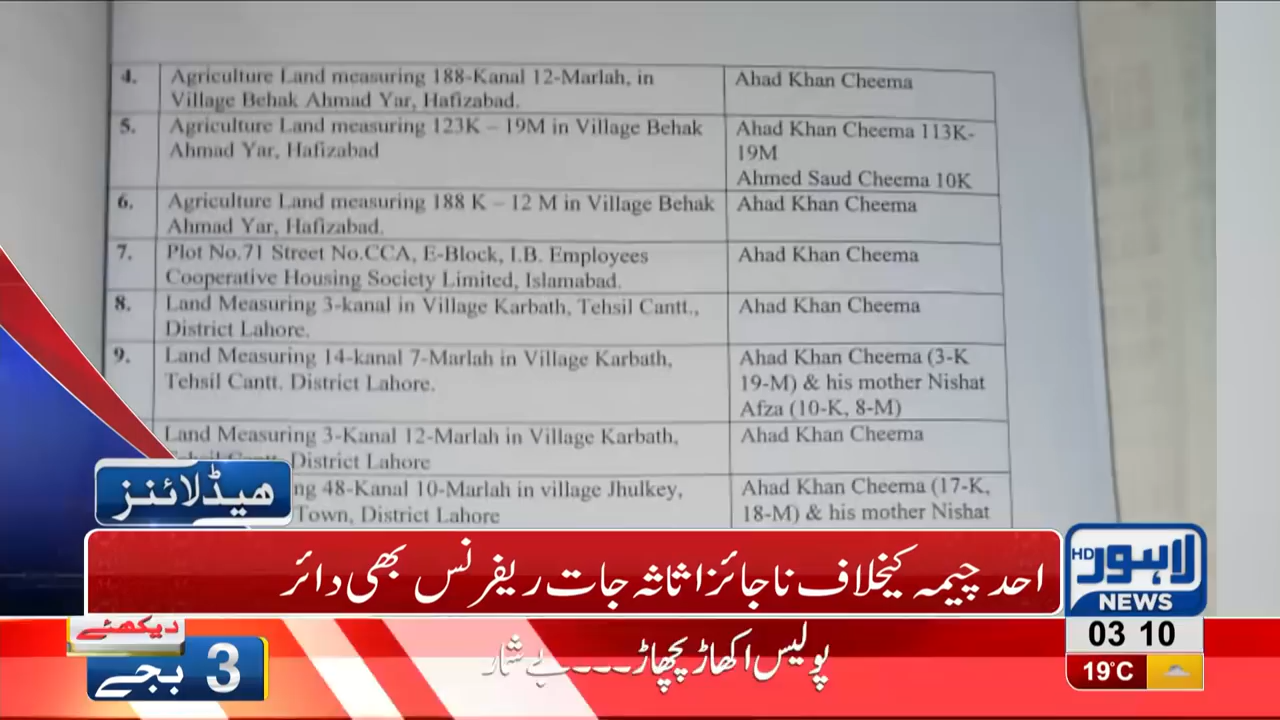 4. Agriculture Land measuring 188-Kanal 12-Marlah, in Village Behak Ahmad Yar, Hafizabad. Ahad Khan Cheema
5. Agriculture Land measuring 123K – 19M in Village Behak Ahmad Yar, Hafizabad Ahad Khan Cheema 113K-19M Ahmed Saud Cheema 10K
6. Agriculture Land measuring 188 K – 12 M in Village Behak Ahmad Yar, Hafizabad. Ahad Khan Cheema
7. Plot No.71 Street No.CCA, E-Block, I.B. Employees Cooperative Housing Society Limited, Islamabad. Ahad Khan Cheema
8. Land Measuring 3-kanal in Village Karbath, Tehsil Cantt., District Lahore. Ahad Khan Cheema
9. Land Measuring 14-kanal 7-Marlah in Village Karbath, Tehsil Cantt, District Lahore. Ahad Khan Cheema (3-K 19-M) & his mother Nishat Afza (10-K, 8-M)
Land Measuring 3-Kanal 12-Marlah in Village Karbath, District Lahore Ahad Khan Cheema
48-Kanal 10-Marlah in village Jhulkey, Town, District Lahore Ahad Khan Cheema (17-K, 18-M) & his mother Nishat
ہیڈلائنز
احد چیمہ کیخلاف ناجائز اثاثہ جات ریفرنس بھی دائر
HD لاہور
NEWS
03 10
19°C
دیکھئے
3 بجے
پولیس اکھاڑ پچھاڑ۔۔۔۔بے شمار